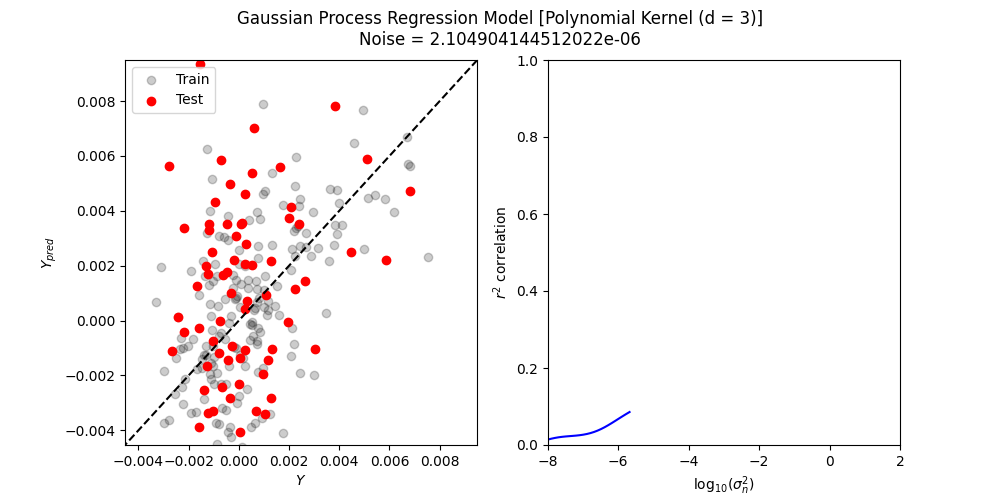 Gaussian Process Regression Model [Polynomial Kernel (d = 3)]
Noise = 2.104904144512022e-06
Train
Test
0.008
0.006
0.004
0.002
0.000
−0.002
−0.004
Y_pred
−0.004 −0.002 0.000 0.002 0.004 0.006 0.008
Y
1.0
0.8
0.6
0.4
0.2
0.0
r² correlation
−8 −6 −4 −2 0 2
log₁₀(σₙ²)